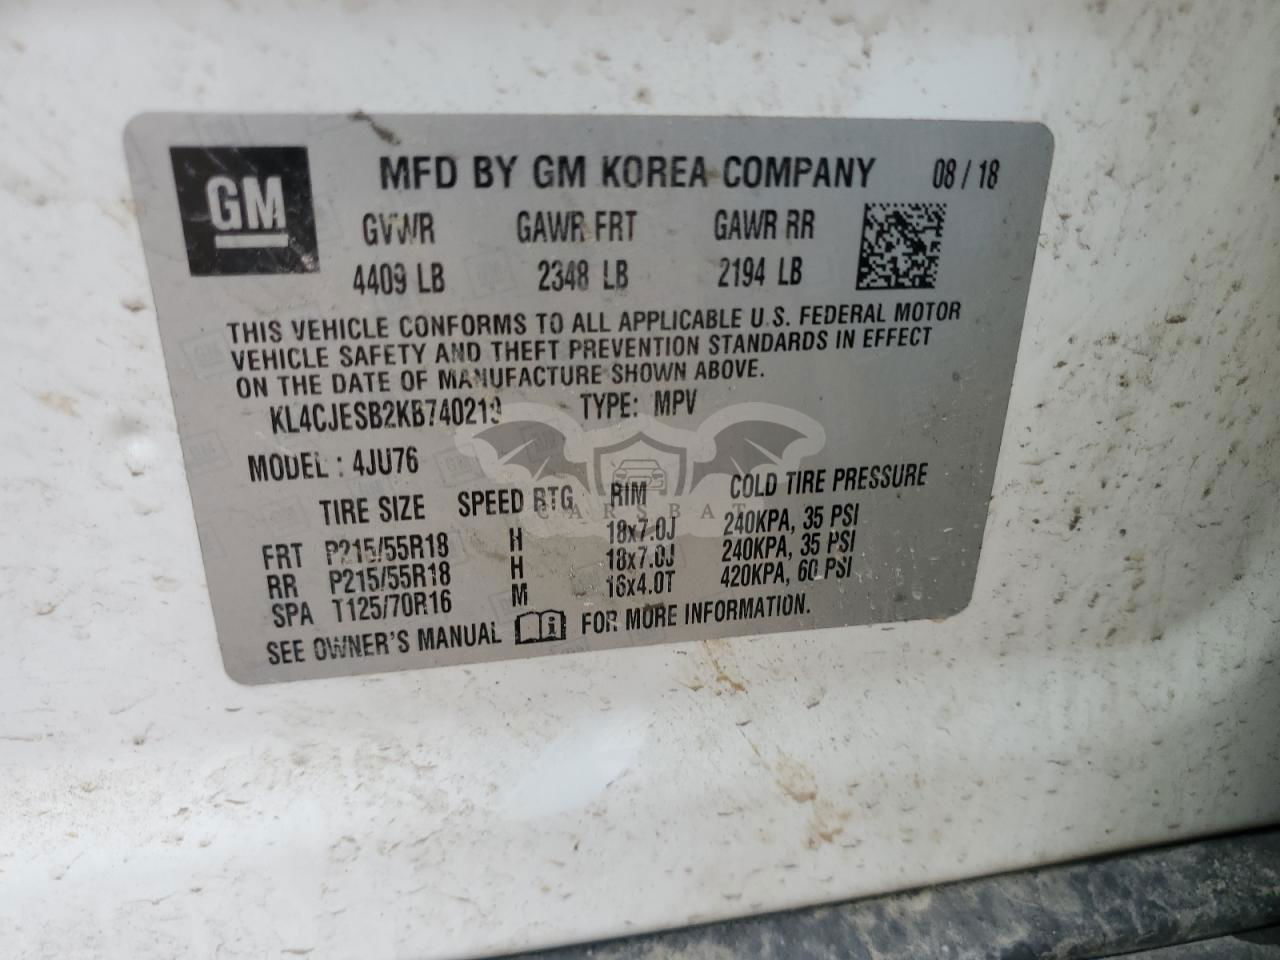 GM
MFD BY GM KOREA COMPANY 08 / 18
GVWR GAWR FRT GAWR RR
4409 LB 2348 LB 2194 LB
THIS VEHICLE CONFORMS TO ALL APPLICABLE U.S. FEDERAL MOTOR
VEHICLE SAFETY AND THEFT PREVENTION STANDARDS IN EFFECT
ON THE DATE OF MANUFACTURE SHOWN ABOVE.
KL4CJESB2KB740219 TYPE: MPV
MODEL : 4JU76
TIRE SIZE SPEED RTG RIM COLD TIRE PRESSURE
FRT P215/55R18 H 18x7.0J 240KPA, 35 PSI
RR P215/55R18 H 18x7.0J 240KPA, 35 PSI
SPA T125/70R16 M 16x4.0T 420KPA, 60 PSI
SEE OWNER'S MANUAL FOR MORE INFORMATION.
CARSBAT